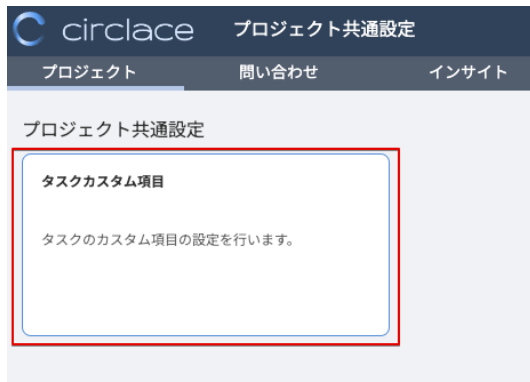 circlace プロジェクト共通設定
プロジェクト 問い合わせ インサイト
プロジェクト共通設定
タスクカスタム項目
タスクのカスタム項目の設定を行います。